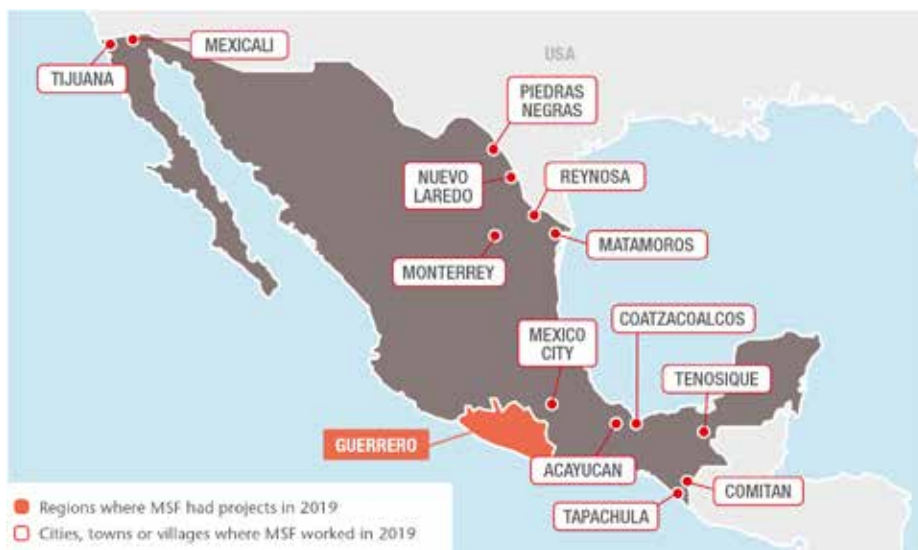 MEXICALI
USA
TIJUANA
PIEDRAS
NEGRAS
NUEVO
LAREDO
REYNOSA
MATAMOROS
MONTERREY
COATZACOALCOS
MEXICO
CITY
TENOSIQUE
GUERRERO
ACAYUCAN
COMITAN
TAPACHULA
Regions where MSF had projects in 2019
Cities, towns or villages where MSF worked in 2019